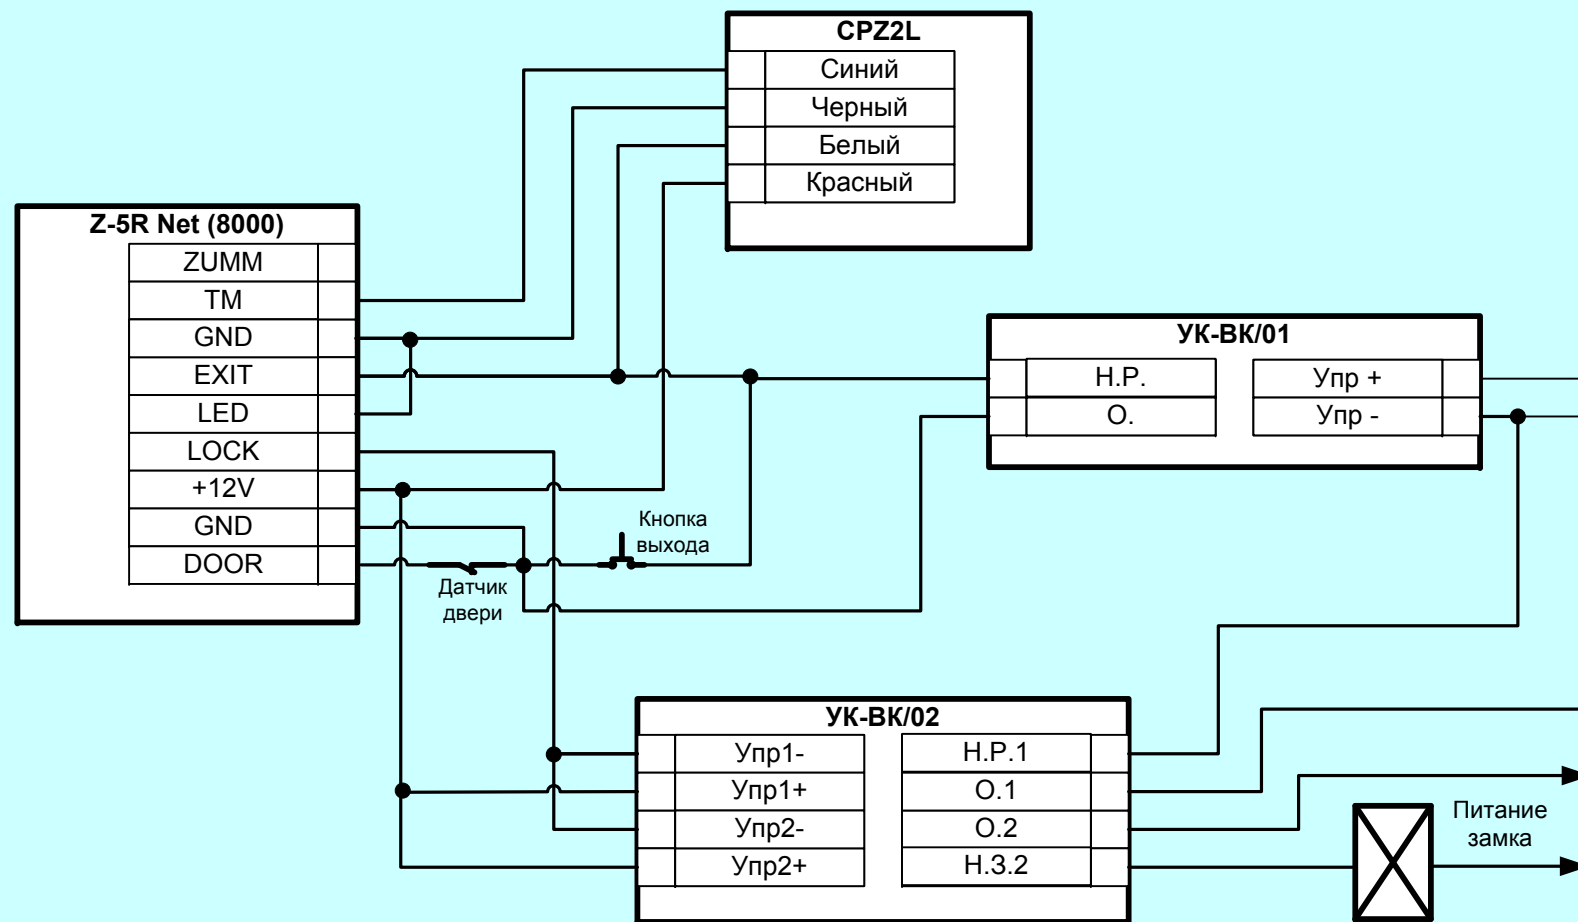 CPZ2L
Синий
Черный
Белый
Красный
Z-5R Net (8000)
ZUMM
TM
GND
EXIT
LED
LOCK
+12V
GND
DOOR
УК-ВК/01
Н.Р.
Упр +
О.
Упр -
Кнопка
выхода
Датчик
двери
УК-ВК/02
Упр1-
Н.Р.1
Упр1+
О.1
Упр2-
О.2
Упр2+
Н.З.2
Питание
замка